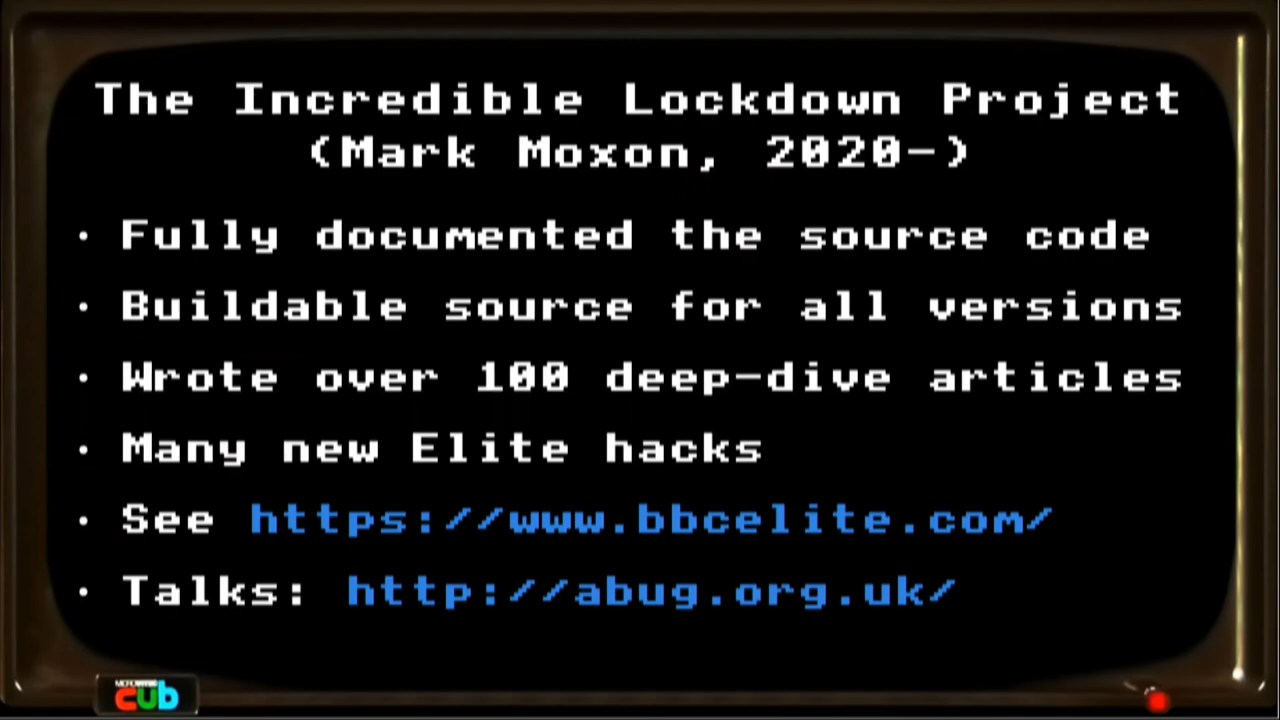 The Incredible Lockdown Project
(Mark Moxon, 2020-)
· Fully documented the source code
· Buildable source for all versions
· Wrote over 100 deep-dive articles
· Many new Elite hacks
· See https://www.bbcelite.com/
· Talks: http://abug.org.uk/
MICROVITEC
cub